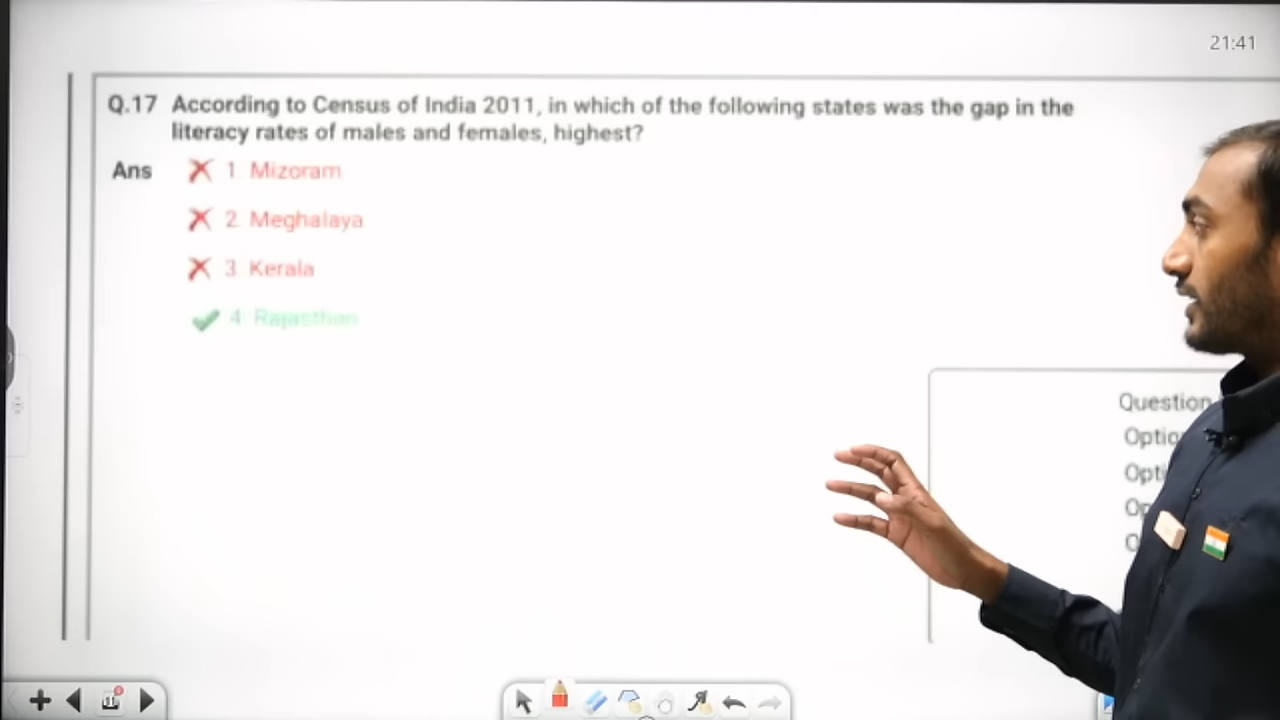 21:41
Q.17 According to Census of India 2011, in which of the following states was the gap in the
literacy rates of males and females, highest?
Ans 1. Mizoram
2. Meghalaya
3. Kerala
4. Rajasthan
Question